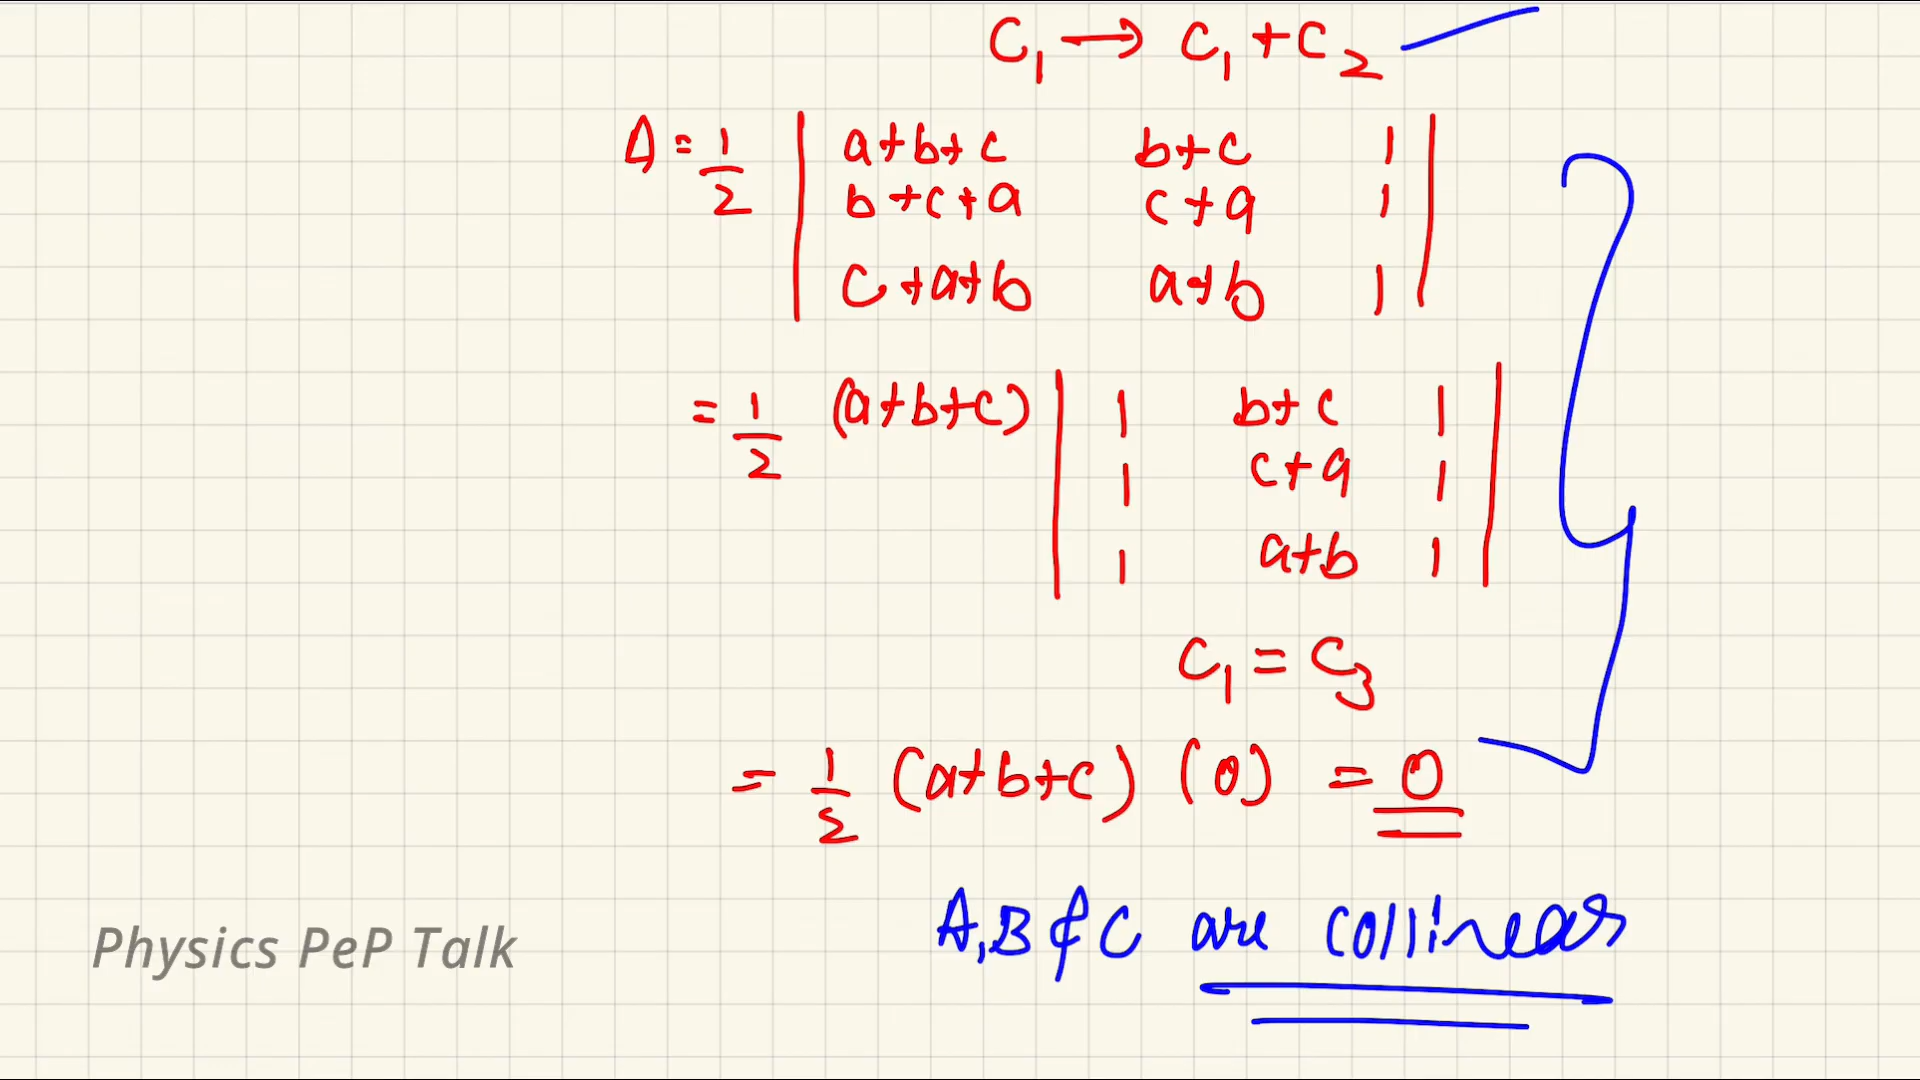 C₁ → C₁ + C₂
Δ = 1/2 | a+b+c b+c 1 |
| b+c+a c+a 1 |
| c+a+b a+b 1 |
= 1/2 (a+b+c) | 1 b+c 1 |
| 1 c+a 1 |
| 1 a+b 1 |
C₁ = C₃
= 1/2 (a+b+c) (0) = 0
A, B & C are collinear
Physics PeP Talk